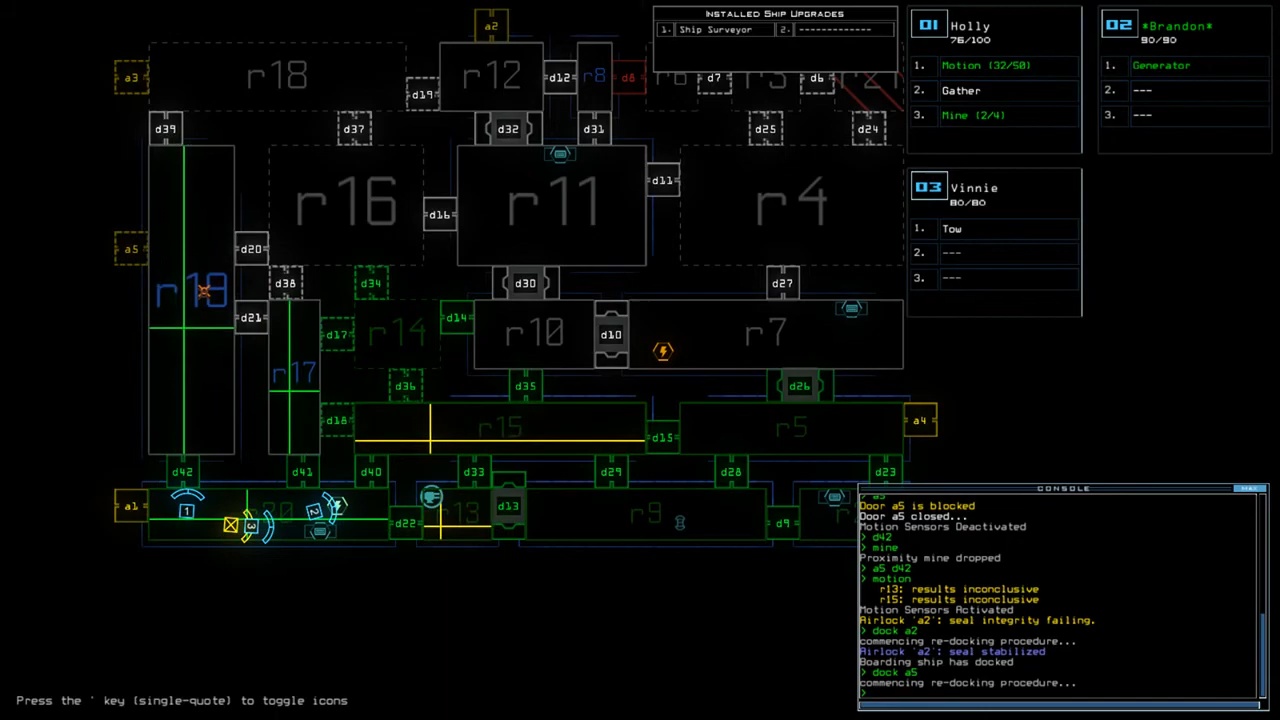 INSTALLED SHIP UPGRADES
1. Ship Surveyor 2. --------------
01 Holly
76/100
1. Motion (32/50)
2. Gather
3. Mine (2/4)
02 *Brandon*
90/90
1. Generator
2. ---
3. ---
03 Vinnie
80/80
1. Tow
2. ---
3. ---
a2
a3 r18 r12 d12 r8 d8 d7 r3 d6
d19
d39 d37 d32 d31 d25 d24
r16 r11 d11 r4
d16
a5 d20
r19 d38 d34 d30 d27
d21 d17 r14 d14 r10 d10 r7
r17
d36 d35 d26
d18 r15 d15 r5 a4
d42 d41 d40 d33 d29 d28 d23
a1 1 3 2 d22 r13 d13 r9 d9
CONSOLE
> a5
Door a5 is blocked
Door a5 closed...
Motion Sensors Deactivated
> d42
> mine
Proximity mine dropped
> a5 d42
> motion
r13: results inconclusive
r15: results inconclusive
Motion Sensors Activated
Airlock 'a2': seal integrity failing.
> dock a2
commencing re-docking procedure...
Airlock 'a2': seal stabilized
Boarding ship has docked
> dock a5
commencing re-docking procedure...
>
Press the ' key (single-quote) to toggle icons